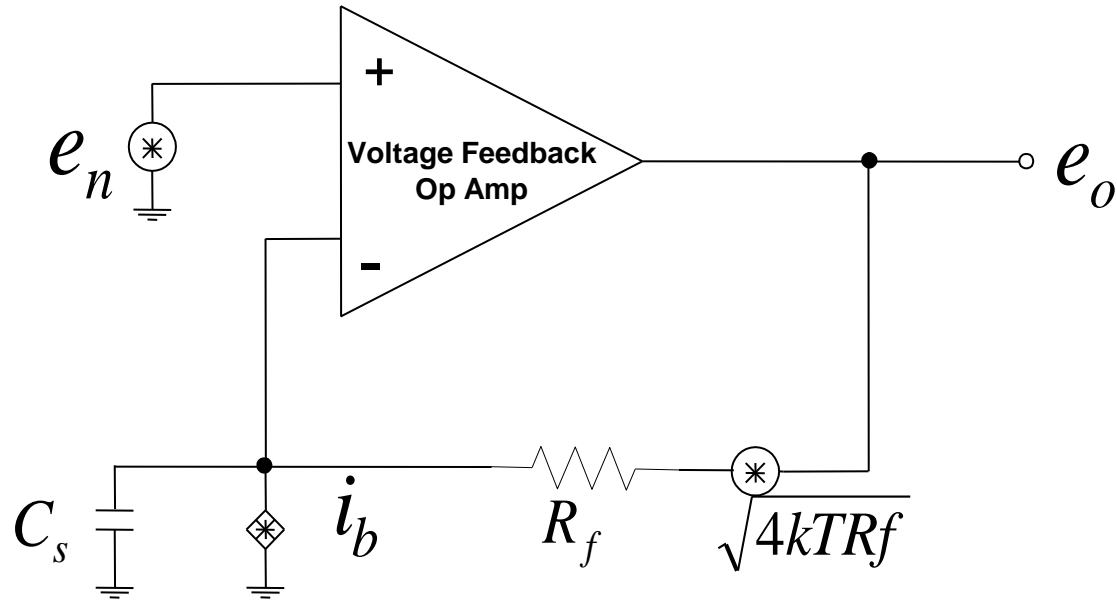 +
e_n
Voltage Feedback
Op Amp
e_o
-
C_s
i_b
R_f
√4kTRf